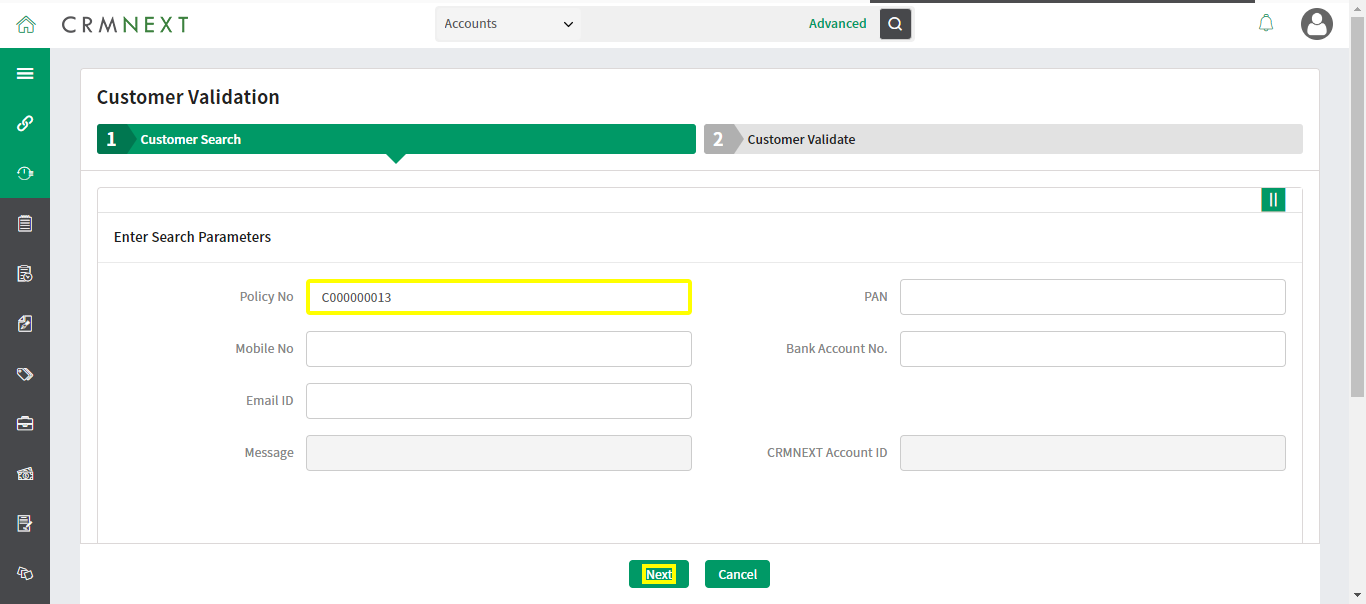 CRMNEXT
Accounts
Advanced
Customer Validation
1 Customer Search
2 Customer Validate
Enter Search Parameters
Policy No C000000013 PAN
Mobile No Bank Account No.
Email ID
Message CRMNEXT Account ID
Next Cancel